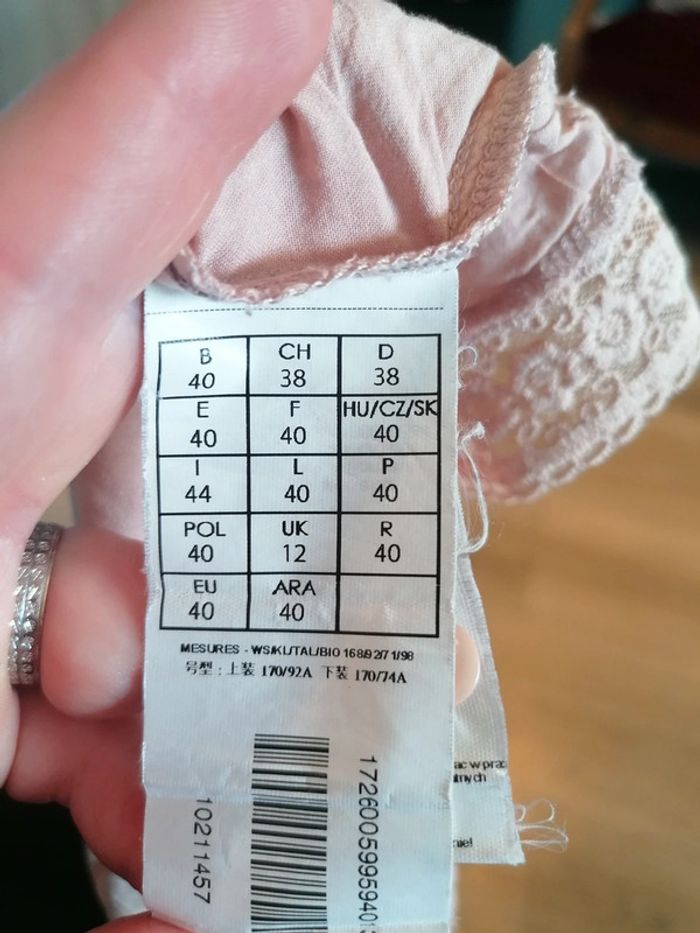 B CH D
40 38 38
E F HU/CZ/SK
40 40 40
I L P
44 40 40
POL UK R
40 12 40
EU ARA
40 40
MESURES - WS/KL/TAL/BIO 168/92/71/98
号型 : 上装 170/92A 下装 170/74A
10211457
1726005995940